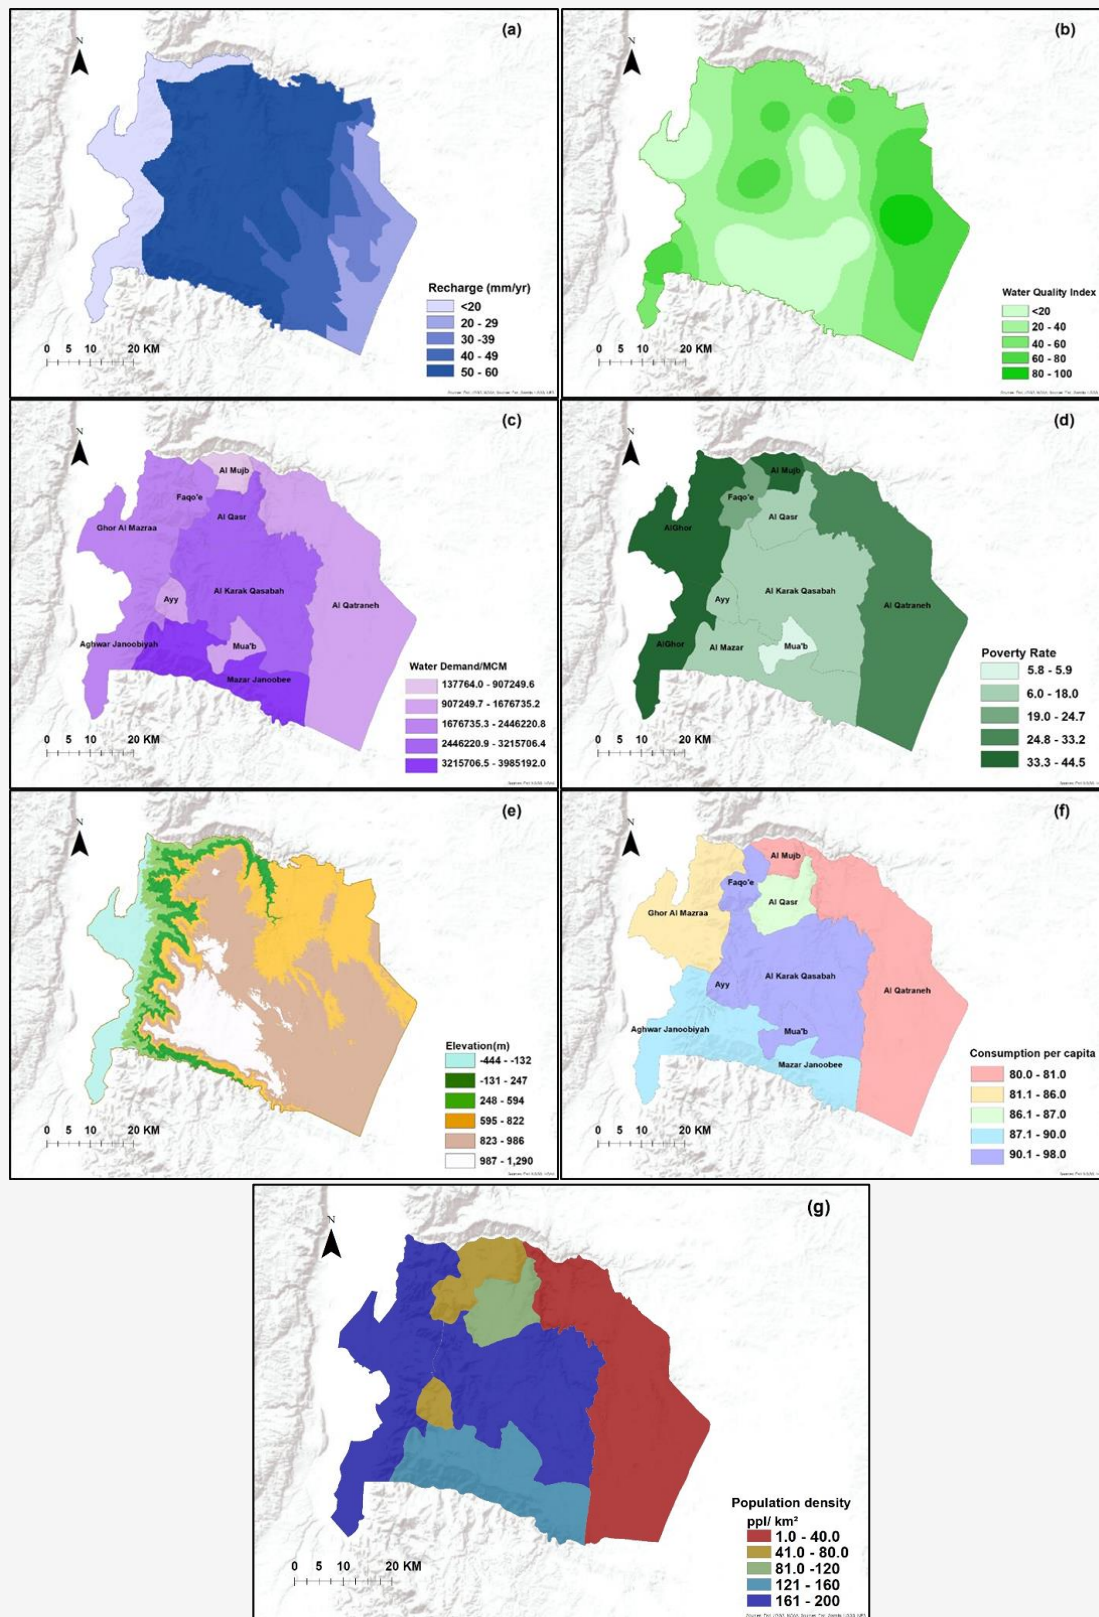 (a)
N
Recharge (mm/yr)
<20
20 - 29
30 -39
40 - 49
50 - 60
0 5 10 20 KM
(b)
N
Water Quality Index
<20
20 - 40
40 - 60
60 - 80
80 - 100
0 5 10 20 KM
(c)
N
Al Mujb
Faqo'e
Al Qasr
Ghor Al Mazraa
Al Karak Qasabah
Ayy
Al Qatraneh
Aghwar Janoobiyah
Mua'b
Mazar Janoobee
Water Demand/MCM
137764.0 - 907249.6
907249.7 - 1676735.2
1676735.3 - 2446220.8
2446220.9 - 3215706.4
3215706.5 - 3985192.0
0 5 10 20 KM
(d)
N
Al Mujb
Faqo'e
Al Qasr
AlGhor
Al Karak Qasabah
Ayy
Al Qatraneh
AlGhor
Al Mazar
Mua'b
Poverty Rate
5.8 - 5.9
6.0 - 18.0
19.0 - 24.7
24.8 - 33.2
33.3 - 44.5
0 5 10 20 KM
(e)
N
Elevation(m)
-444 - -132
-131 - 247
248 - 594
595 - 822
823 - 986
987 - 1,290
0 5 10 20 KM
(f)
N
Al Mujb
Faqo'e
Al Qasr
Ghor Al Mazraa
Al Karak Qasabah
Ayy
Al Qatraneh
Aghwar Janoobiyah
Mua'b
Mazar Janoobee
Consumption per capita
80.0 - 81.0
81.1 - 86.0
86.1 - 87.0
87.1 - 90.0
90.1 - 98.0
0 5 10 20 KM
(g)
N
Population density
ppl/ km²
1.0 - 40.0
41.0 - 80.0
81.0 -120
121 - 160
161 - 200
0 5 10 20 KM